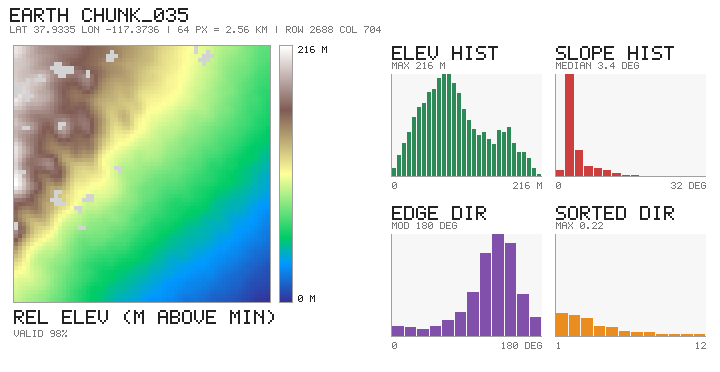 EARTH CHUNK_035
LAT 37.9335 LON -117.3736 | 64 PX = 2.56 KM | ROW 2688 COL 704
216 M
0 M
REL ELEV (M ABOVE MIN)
VALID 98%
ELEV HIST
MAX 216 M
0 216 M
SLOPE HIST
MEDIAN 3.4 DEG
0 32 DEG
EDGE DIR
MOD 180 DEG
0 180 DEG
SORTED DIR
MAX 0.22
1 12